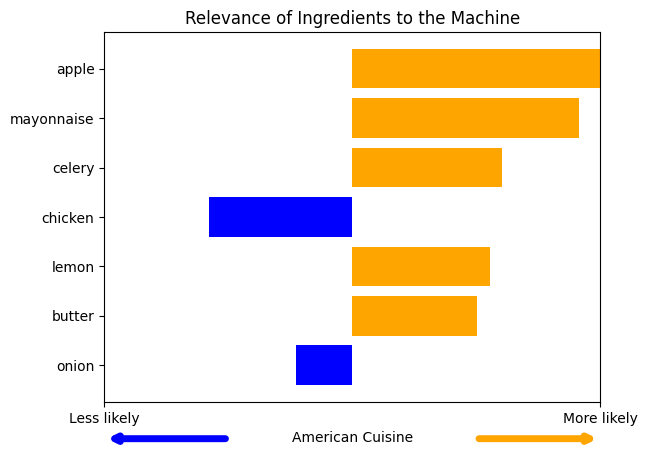 Relevance of Ingredients to the Machine
apple
mayonnaise
celery
chicken
lemon
butter
onion
Less likely
More likely
American Cuisine